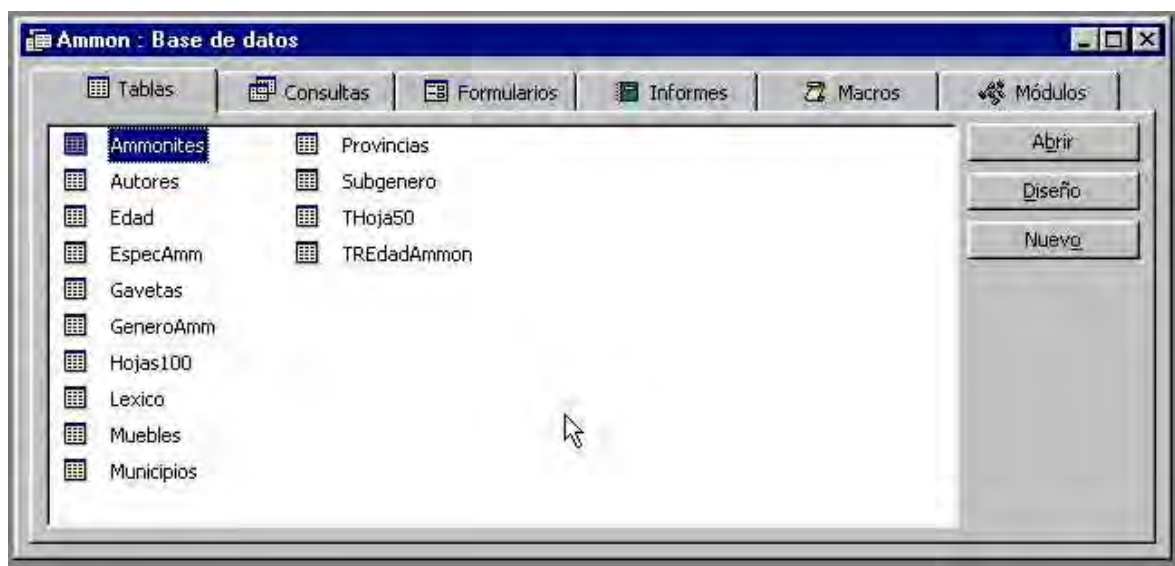 Ammon : Base de datos
Tablas Consultas Formularios Informes Macros Módulos
Ammonites
Autores
Edad
EspecAmm
Gavetas
GeneroAmm
Hojas100
Lexico
Muebles
Municipios
Provincias
Subgenero
THoja50
TREdadAmmon
Abrir
Diseño
Nuevo